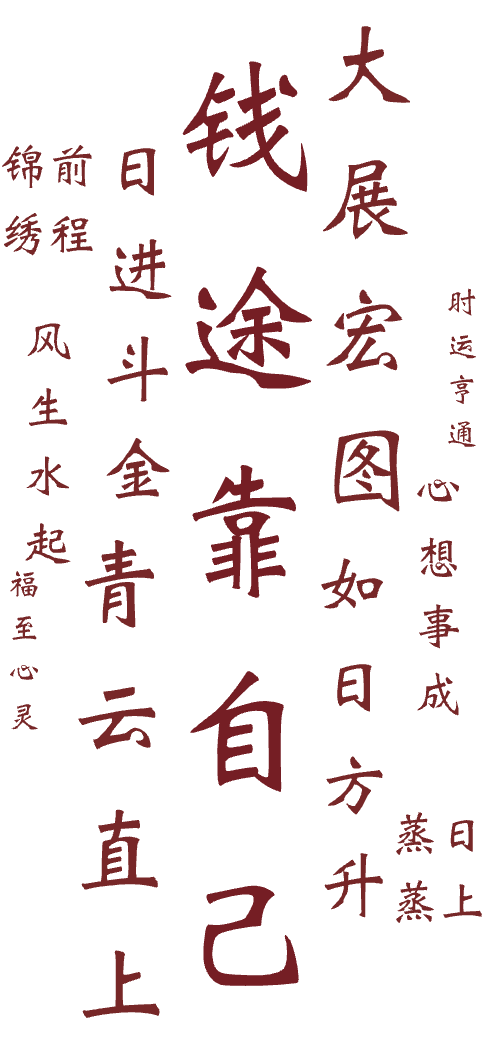 时运亨通
心想事成
日上
蒸蒸
大展宏图
如日方升
钱途靠自己
日进斗金
青云直上
前程
锦绣
风生水起
福至心灵